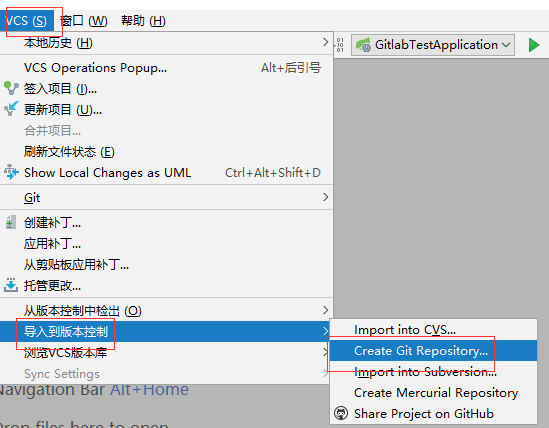 VCS (S) 窗口 (W) 帮助 (H)
本地历史 (H)
GitlabTestApplication
VCS Operations Popup... Alt+后引号
签入项目 (I)...
更新项目 (U)...
合并项目...
刷新文件状态 (E)
Show Local Changes as UML Ctrl+Alt+Shift+D
Git
创建补丁...
应用补丁...
从剪贴板应用补丁...
托管更改...
从版本控制中检出 (O)
导入到版本控制
Import into CVS...
浏览VCS版本库
Create Git Repository...
Sync Settings
Import into Subversion...
Navigation Bar Alt+Home
Create Mercurial Repository
Share Project on GitHub
Drop files here to open